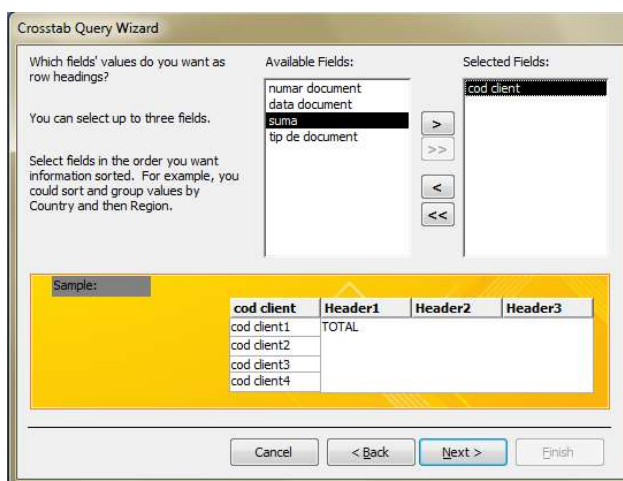 Crosstab Query Wizard
Which fields' values do you want as
row headings?
You can select up to three fields.
Select fields in the order you want
information sorted. For example, you
could sort and group values by
Country and then Region.
Available Fields:
numar document
data document
suma
tip de document
>
>>
<
<<
Selected Fields:
cod client
Sample:
cod client Header1 Header2 Header3
cod client1 TOTAL
cod client2
cod client3
cod client4
Cancel < Back Next > Finish